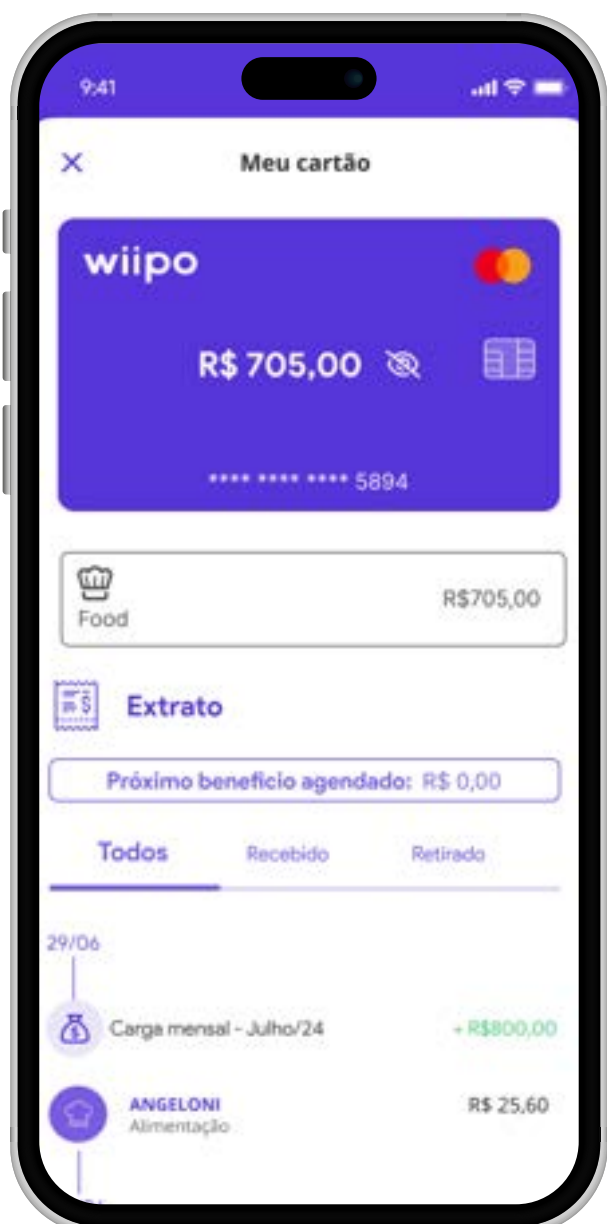 9:41
Meu cartão
wiipo
R$ 705,00
**** **** **** 5894
Food
R$705,00
Extrato
Próximo beneficio agendado: R$ 0,00
Todos Recebido Retirado
29/06
Carga mensal - Julho/24 + R$800,00
ANGELONI R$ 25,60
Alimentação